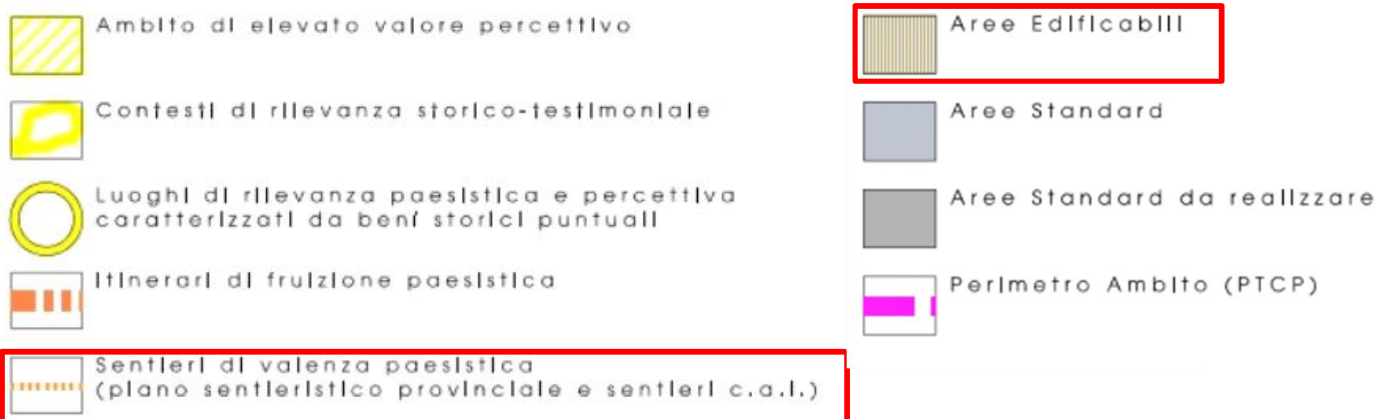 Ambito di elevato valore percettivo
Contesti di rilevanza storico-testimoniale
Luoghi di rilevanza paesistica e percettiva
caratterizzati da bení storici puntuali
Itinerari di fruizione paesistica
Sentieri di valenza paesistica
(piano sentieristico provinciale e sentieri c.a.i.)
Aree Edificabili
Aree Standard
Aree Standard da realizzare
Perimetro Ambito (PTCP)